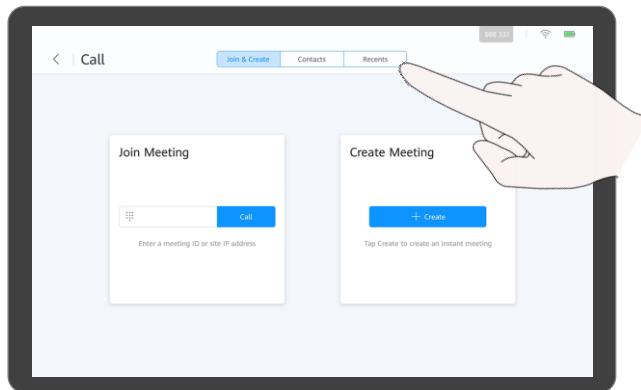 Call
Join & Create
Contacts
Recents
Join Meeting
Call
Enter a meeting ID or site IP address
Create Meeting
+ Create
Tap Create to create an instant meeting